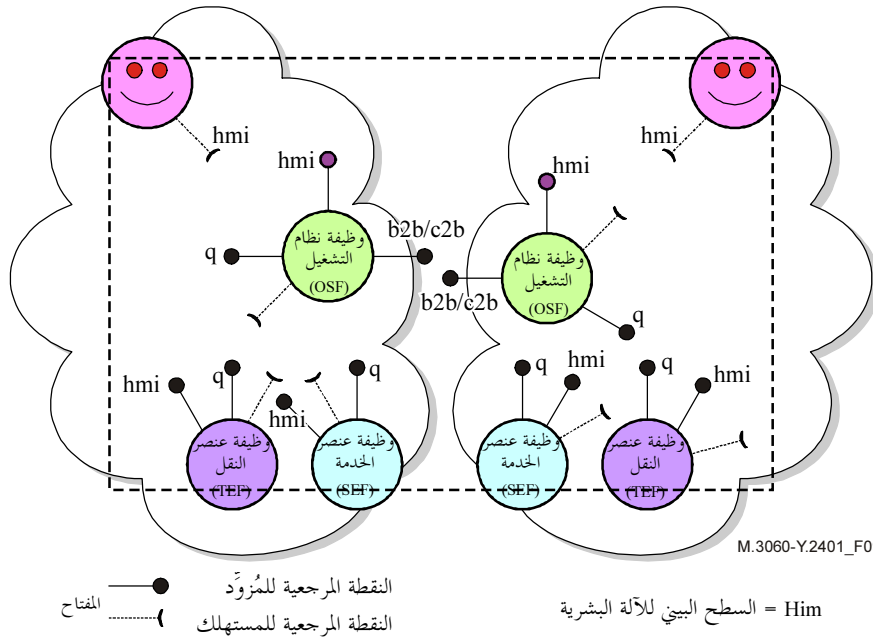 hmi
hmi
hmi
hmi
b2b/c2b
وظيفة نظام
التشغيل
(OSF)
q
وظيفة نظام
التشغيل
(OSF)
b2b/c2b
q
hmi
q
q
hmi
q
hmi
q
hmi
وظيفة عنصر
النقل
(TEF)
وظيفة عنصر
الخدمة
(SEF)
وظيفة عنصر
الخدمة
(SEF)
وظيفة عنصر
النقل
(TEF)
M.3060-Y.2401_F0
النقطة المرجعية للمُزوِّد
المفتاح
النقطة المرجعية للمستهلك
Him = السطح البيني للآلة البشرية